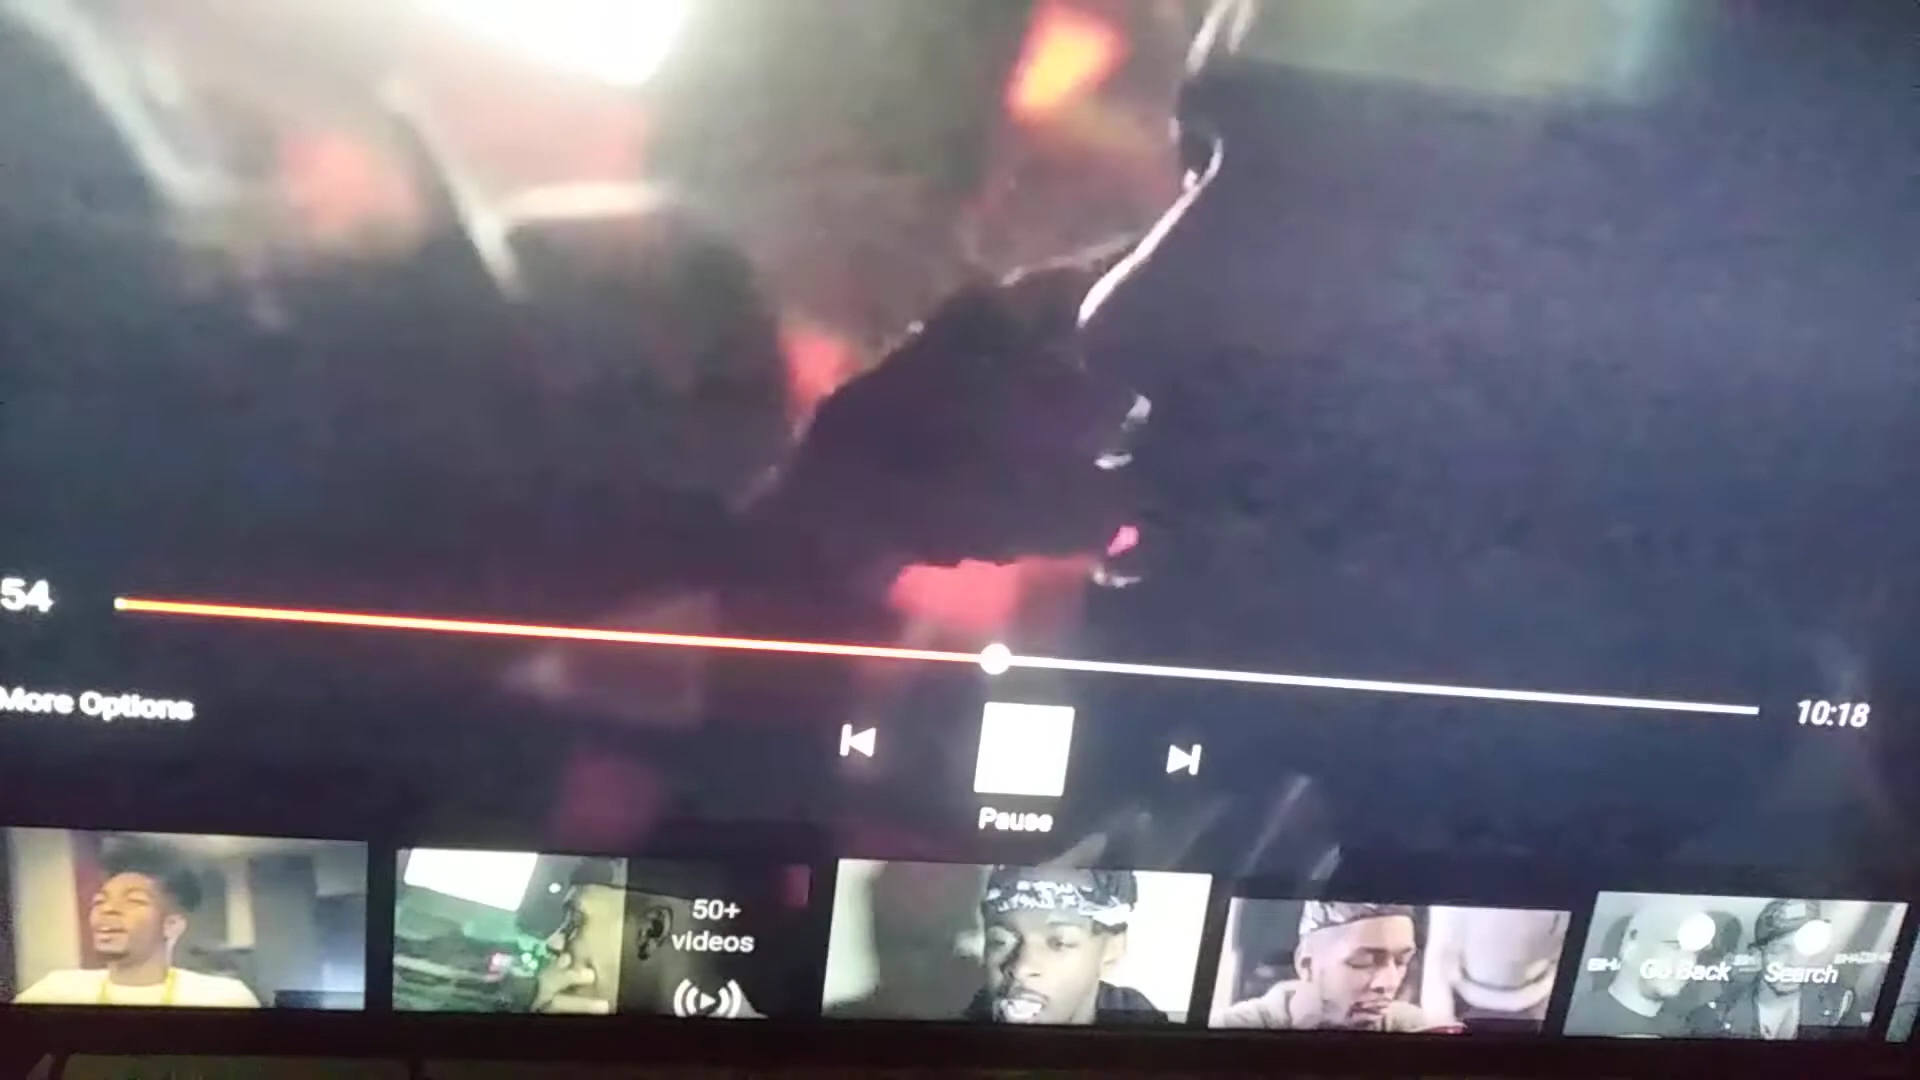 54
10:18
More Options
Pause
50+
videos
Go Back
Search